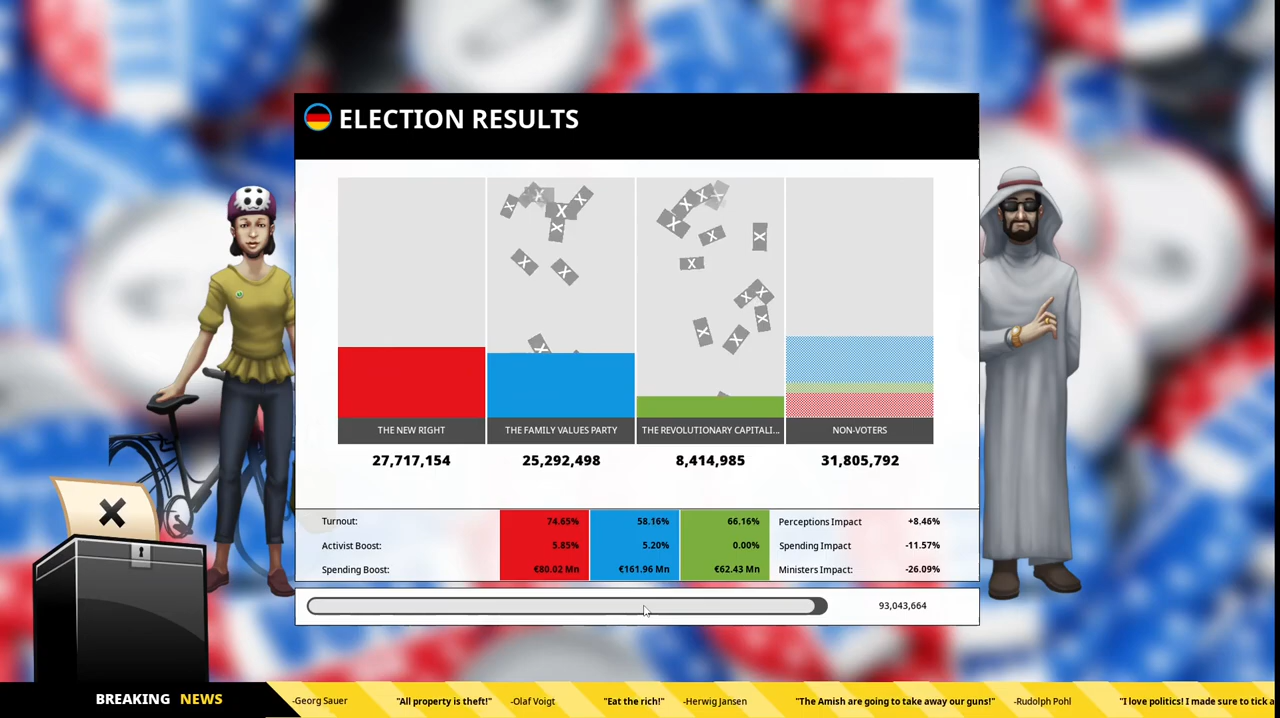 ELECTION RESULTS
THE NEW RIGHT THE FAMILY VALUES PARTY THE REVOLUTIONARY CAPITALI... NON-VOTERS
27,717,154 25,292,498 8,414,985 31,805,792
Turnout: 74.65% 58.16% 66.16% Perceptions Impact +8.46%
Activist Boost: 5.85% 5.20% 0.00% Spending Impact -11.57%
Spending Boost: €80.02 Mn €161.96 Mn €62.43 Mn Ministers Impact: -26.09%
93,043,664
BREAKING NEWS -Georg Sauer "All property is theft!" -Olaf Voigt "Eat the rich!" -Herwig Jansen "The Amish are going to take away our guns!" -Rudolph Pohl "I love politics! I made sure to tick a